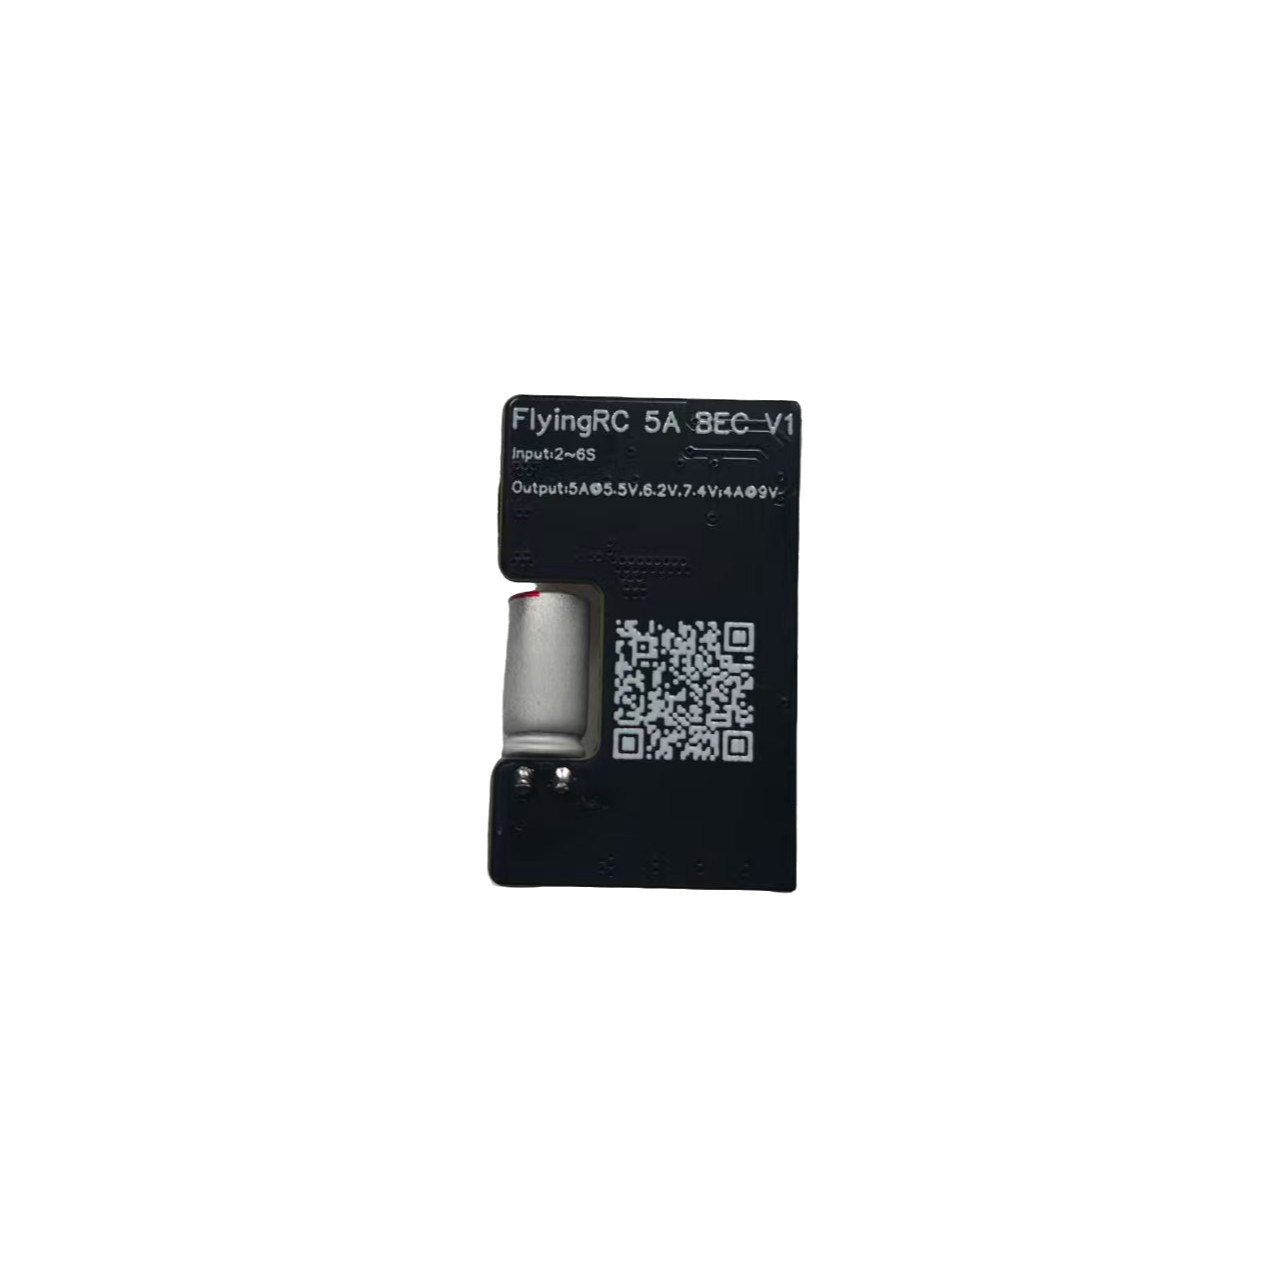 FlyingRC 5A BEC V1
Input:2~6S
Output:5A@5.5V,6.2V,7.4V;4A@9V